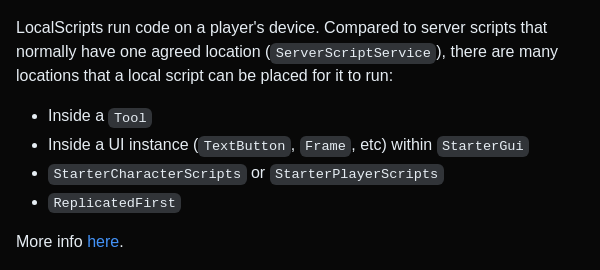 LocalScripts run code on a player's device. Compared to server scripts that
normally have one agreed location (ServerScriptService), there are many
locations that a local script can be placed for it to run:
• Inside a Tool
• Inside a UI instance (TextButton, Frame, etc) within StarterGui
• StarterCharacterScripts or StarterPlayerScripts
• ReplicatedFirst
More info here.